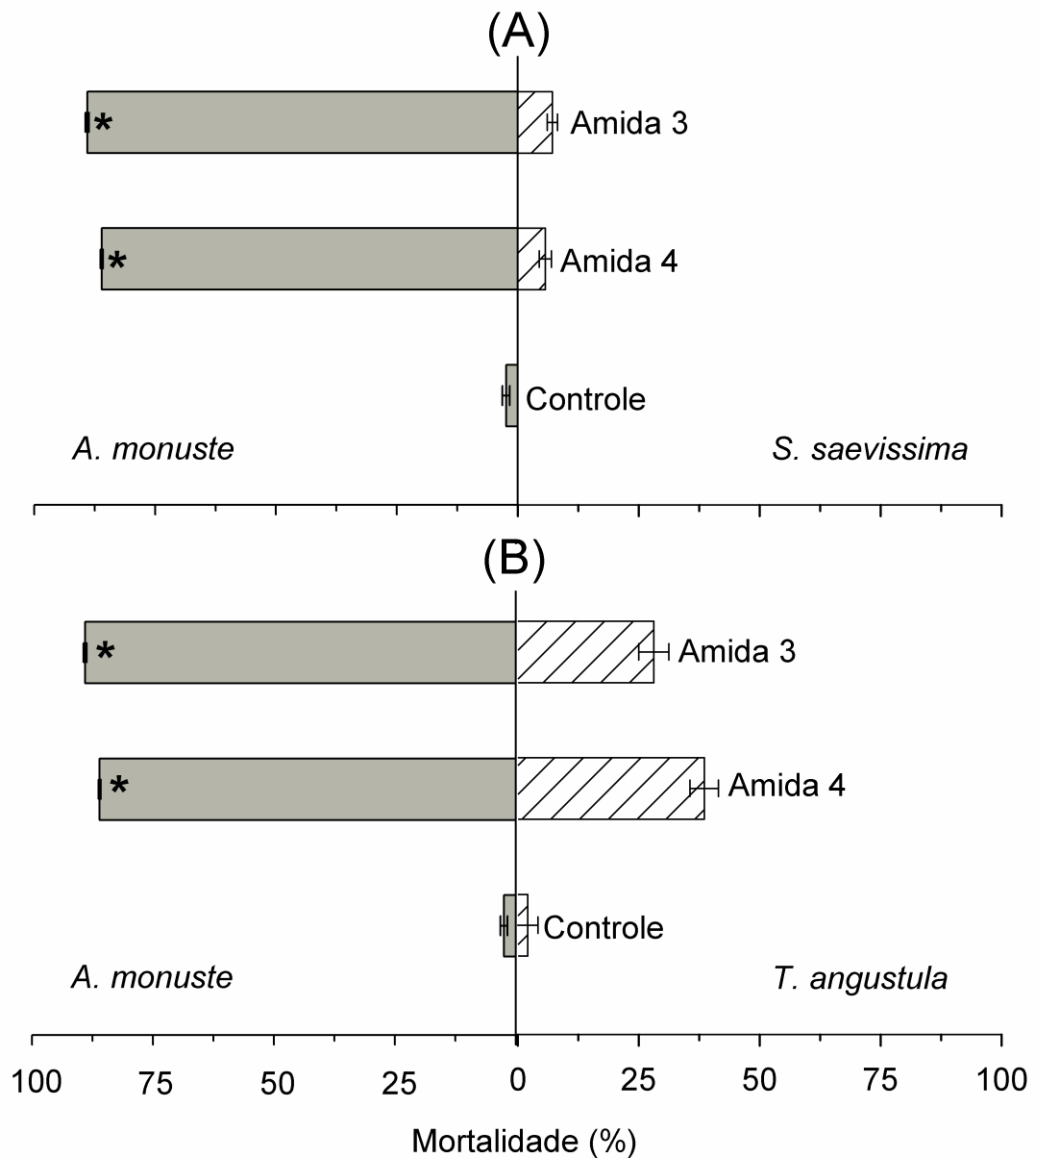 (A)
* Amida 3
* Amida 4
Controle
A. monuste S. saevissima
(B)
* Amida 3
* Amida 4
Controle
A. monuste T. angustula
100 75 50 25 0 25 50 75 100
Mortalidade (%)